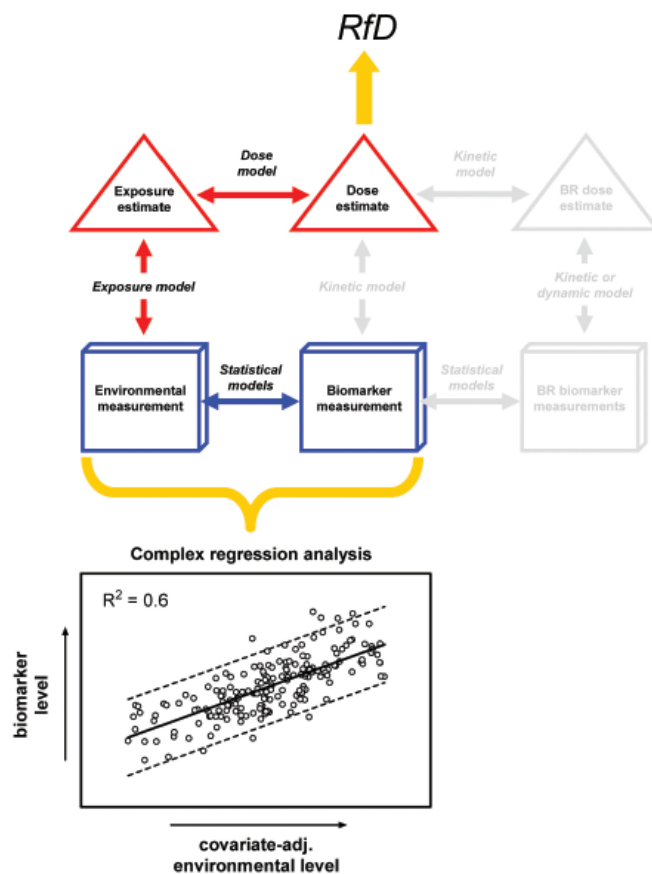 RfD
Dose
model
Kinetic
model
Exposure
estimate
Dose
estimate
BR dose
estimate
Exposure model
Kinetic model
Kinetic or
dynamic model
Environmental
measurement
Statistical
models
Biomarker
measurement
Statistical
models
BR biomarker
measurements
Complex regression analysis
R² = 0.6
biomarker
level
covariate-adj.
environmental level